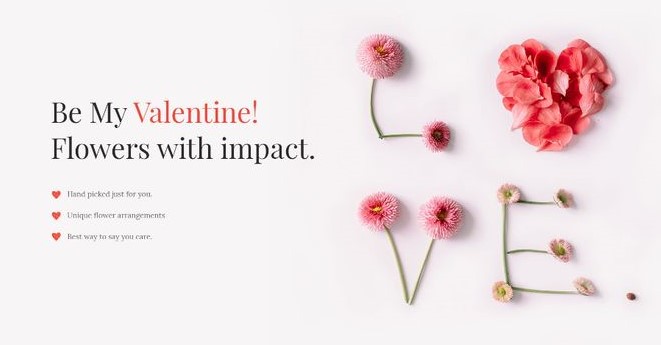 Be My Valentine!
Flowers with impact.
Hand picked just for you.
Unique flower arrangements
Best way to say you care.
LOVE